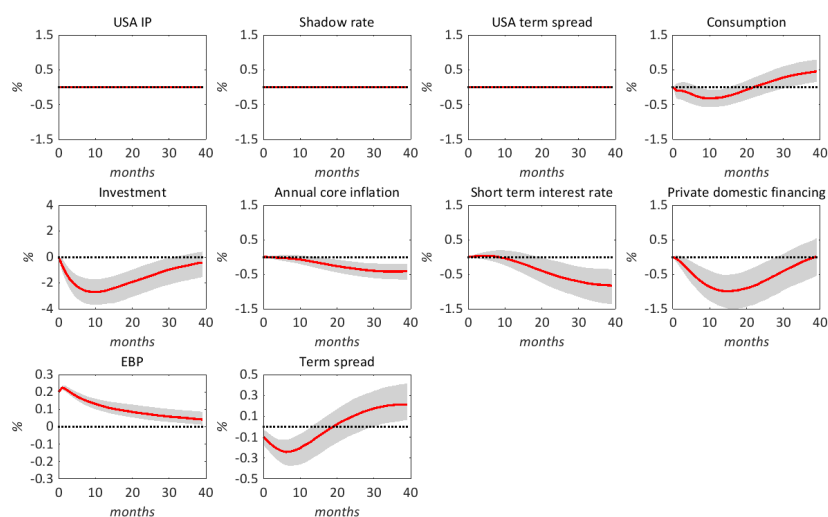 USA IP
Shadow rate
USA term spread
Consumption
1.5
0.5
-0.5
-1.5
%
0 10 20 30 40
months
1.5
0.5
-0.5
-1.5
%
0 10 20 30 40
months
1.5
0.5
-0.5
-1.5
%
0 10 20 30 40
months
1.5
0.5
-0.5
-1.5
%
0 10 20 30 40
months
Investment
Annual core inflation
Short term interest rate
Private domestic financing
4
2
0
-2
-4
%
0 10 20 30 40
months
1.5
0.5
-0.5
-1.5
%
0 10 20 30 40
months
1.5
0.5
-0.5
-1.5
%
0 10 20 30 40
months
1.5
0.5
-0.5
-1.5
%
0 10 20 30 40
months
EBP
Term spread
0.3
0.2
0.1
0
-0.1
-0.2
-0.3
%
0 10 20 30 40
months
0.5
0.3
0.1
-0.1
-0.3
-0.5
%
0 10 20 30 40
months